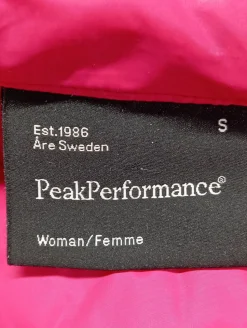 Est.1986
S
Åre Sweden
PeakPerformance®
Woman/Femme